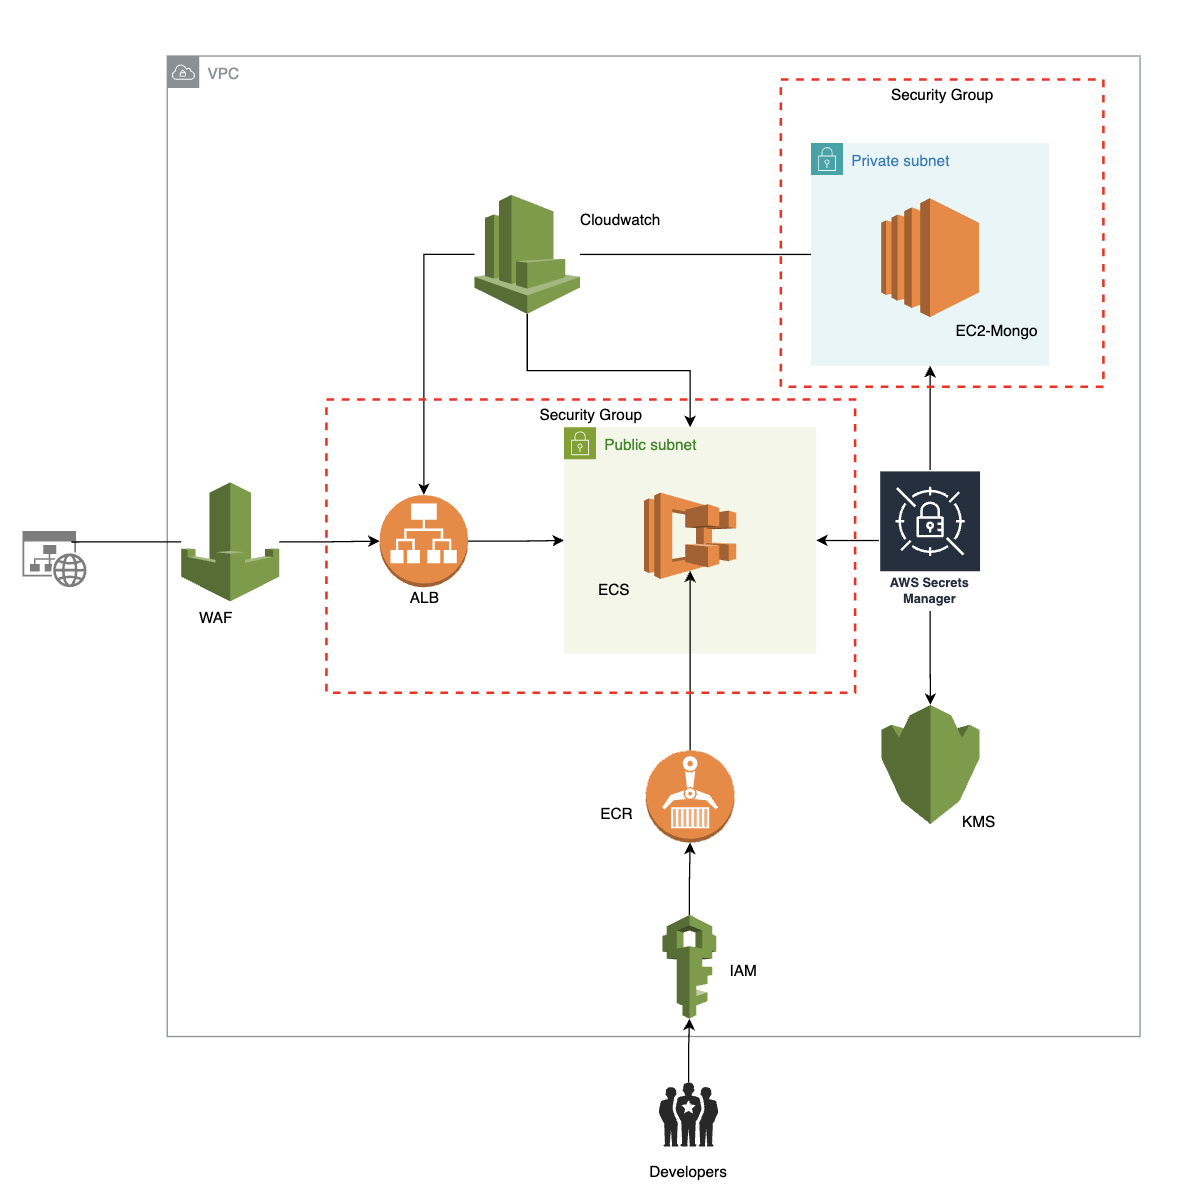 VPC
Security Group
Private subnet
Cloudwatch
EC2-Mongo
Security Group
Public subnet
ECS
AWS Secrets
Manager
ALB
WAF
ECR
KMS
IAM
Developers